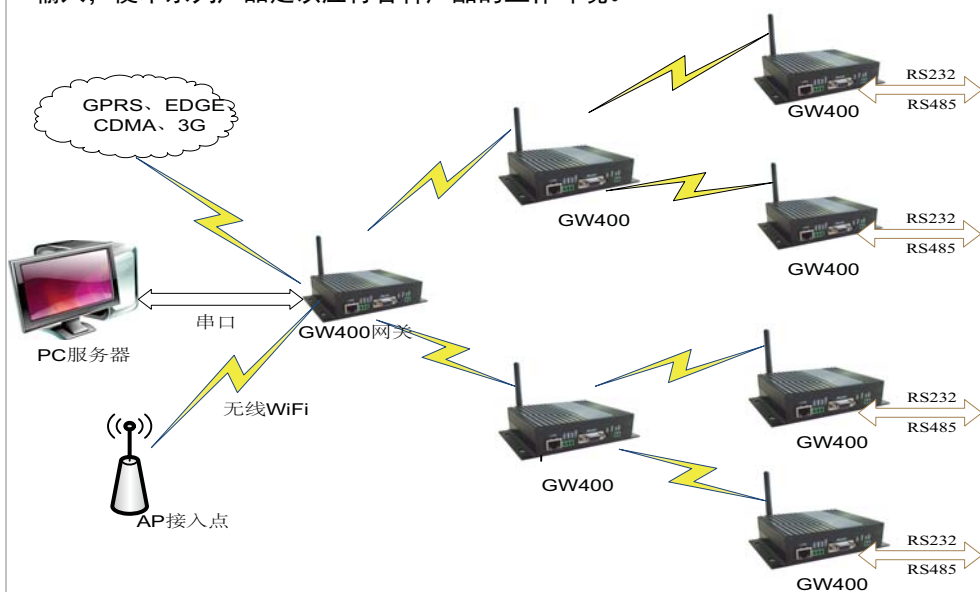 GPRS、EDGE
CDMA、3G
PC服务器
串口
GW400网关
无线WiFi
AP接入点
GW400
GW400
GW400
RS232
RS485
GW400
RS232
RS485
GW400
GW400
RS232
RS485
GW400
RS232
RS485